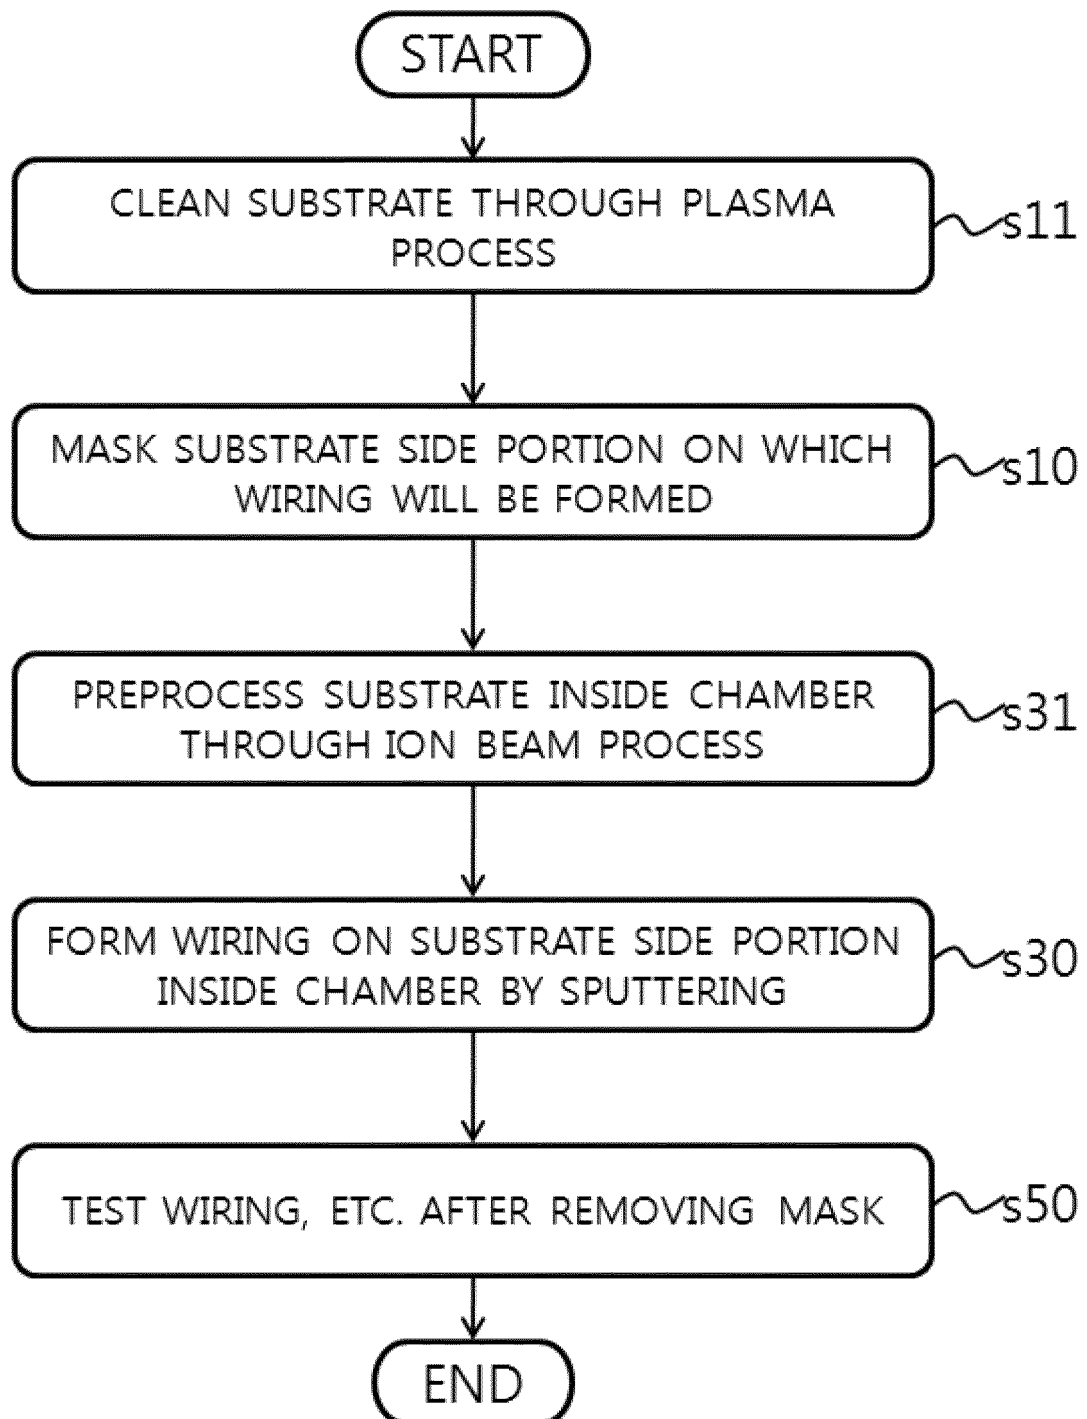 START
CLEAN SUBSTRATE THROUGH PLASMA
PROCESS
s11
MASK SUBSTRATE SIDE PORTION ON WHICH
WIRING WILL BE FORMED
s10
PREPROCESS SUBSTRATE INSIDE CHAMBER
THROUGH ION BEAM PROCESS
s31
FORM WIRING ON SUBSTRATE SIDE PORTION
INSIDE CHAMBER BY SPUTTERING
s30
TEST WIRING, ETC. AFTER REMOVING MASK
s50
END